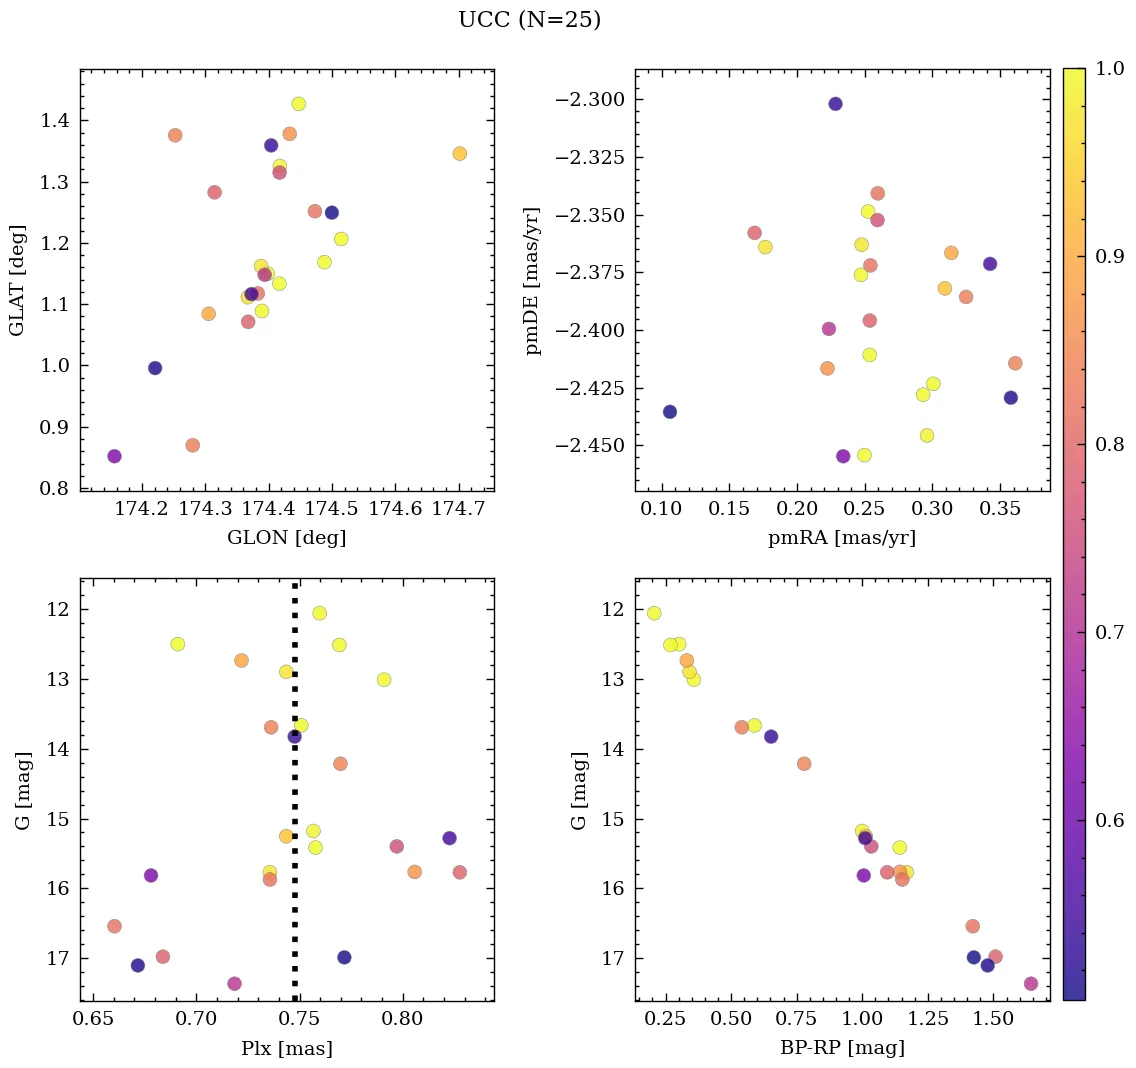 UCC (N=25)
1.4
1.3
1.2
1.1
1.0
0.9
0.8
GLAT [deg]
174.2 174.3 174.4 174.5 174.6 174.7
GLON [deg]
−2.300
−2.325
−2.350
−2.375
−2.400
−2.425
−2.450
pmDE [mas/yr]
0.10 0.15 0.20 0.25 0.30 0.35
pmRA [mas/yr]
1.0
0.9
0.8
0.7
0.6
12
13
14
15
16
17
G [mag]
0.65 0.70 0.75 0.80
Plx [mas]
12
13
14
15
16
17
G [mag]
0.25 0.50 0.75 1.00 1.25 1.50
BP-RP [mag]